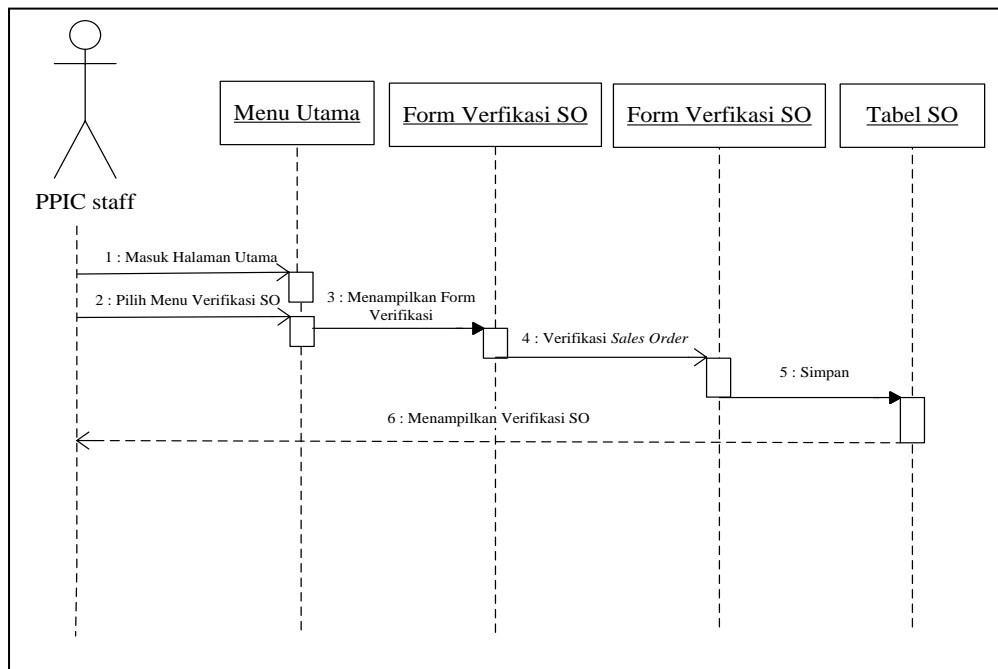 Menu Utama
Form Verfikasi SO
Form Verfikasi SO
Tabel SO
PPIC staff
1 : Masuk Halaman Utama
2 : Pilih Menu Verifikasi SO
3 : Menampilkan Form
Verifikasi
4 : Verifikasi Sales Order
5 : Simpan
6 : Menampilkan Verifikasi SO